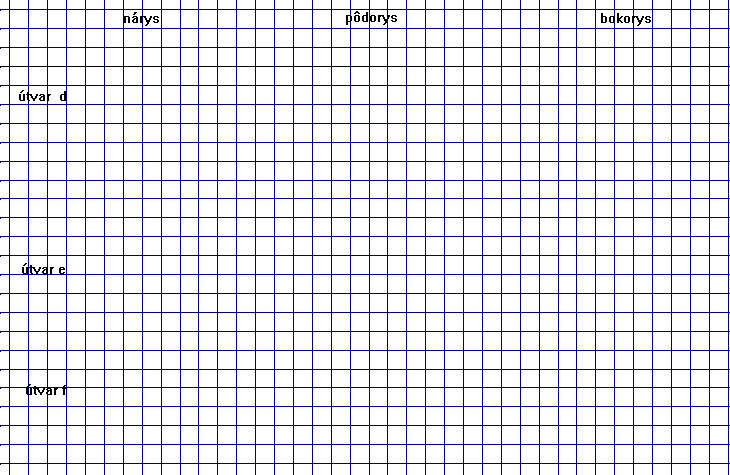 nárys pôdorys bokorys
útvar d
útvar e
útvar f